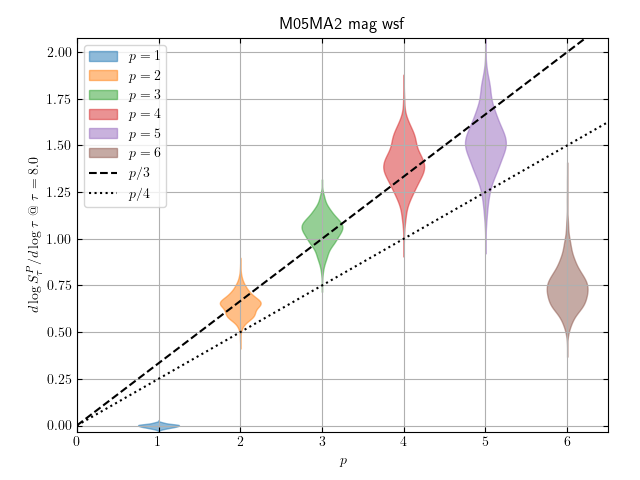 M05MA2 mag wsf
2.00
1.75
1.50
1.25
1.00
0.75
0.50
0.25
0.00
d log S_τ^P / d log τ @ τ = 8.0
p = 1
p = 2
p = 3
p = 4
p = 5
p = 6
p/3
p/4
0 1 2 3 4 5 6
p